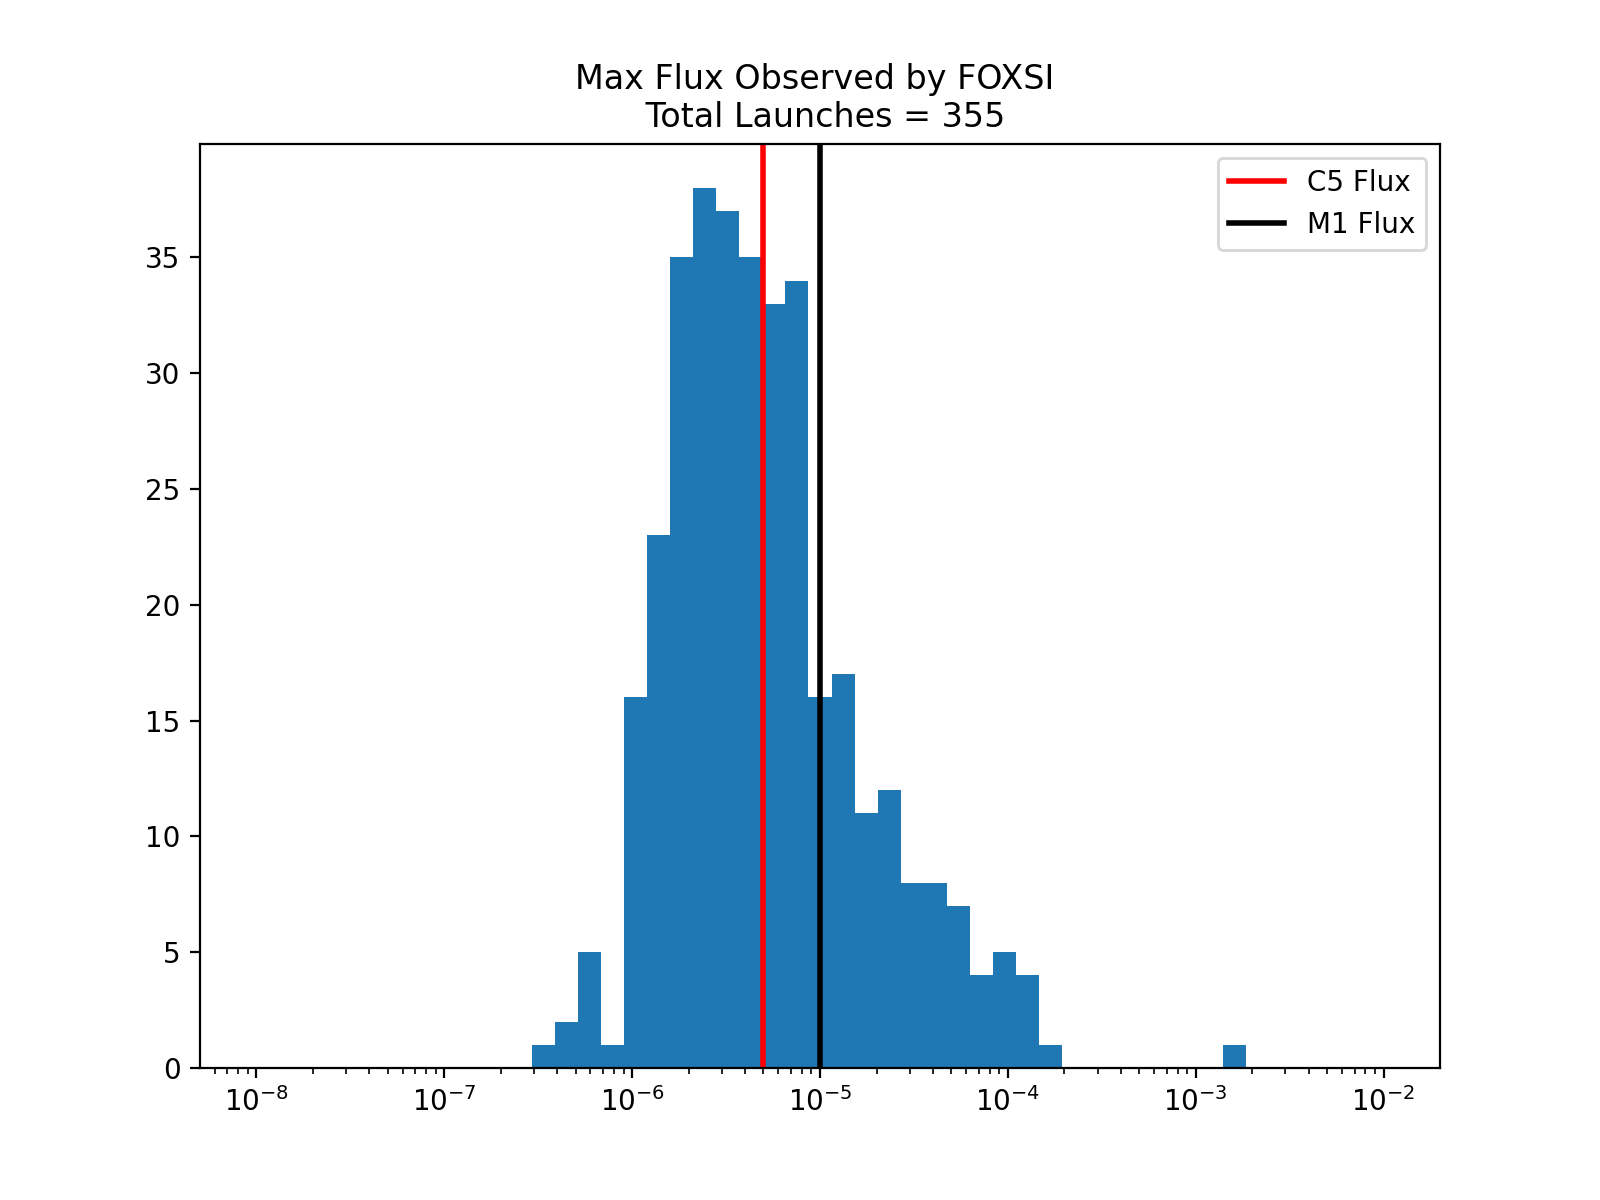 Max Flux Observed by FOXSI
Total Launches = 355
C5 Flux
M1 Flux
35
30
25
20
15
10
5
0
10⁻⁸ 10⁻⁷ 10⁻⁶ 10⁻⁵ 10⁻⁴ 10⁻³ 10⁻²